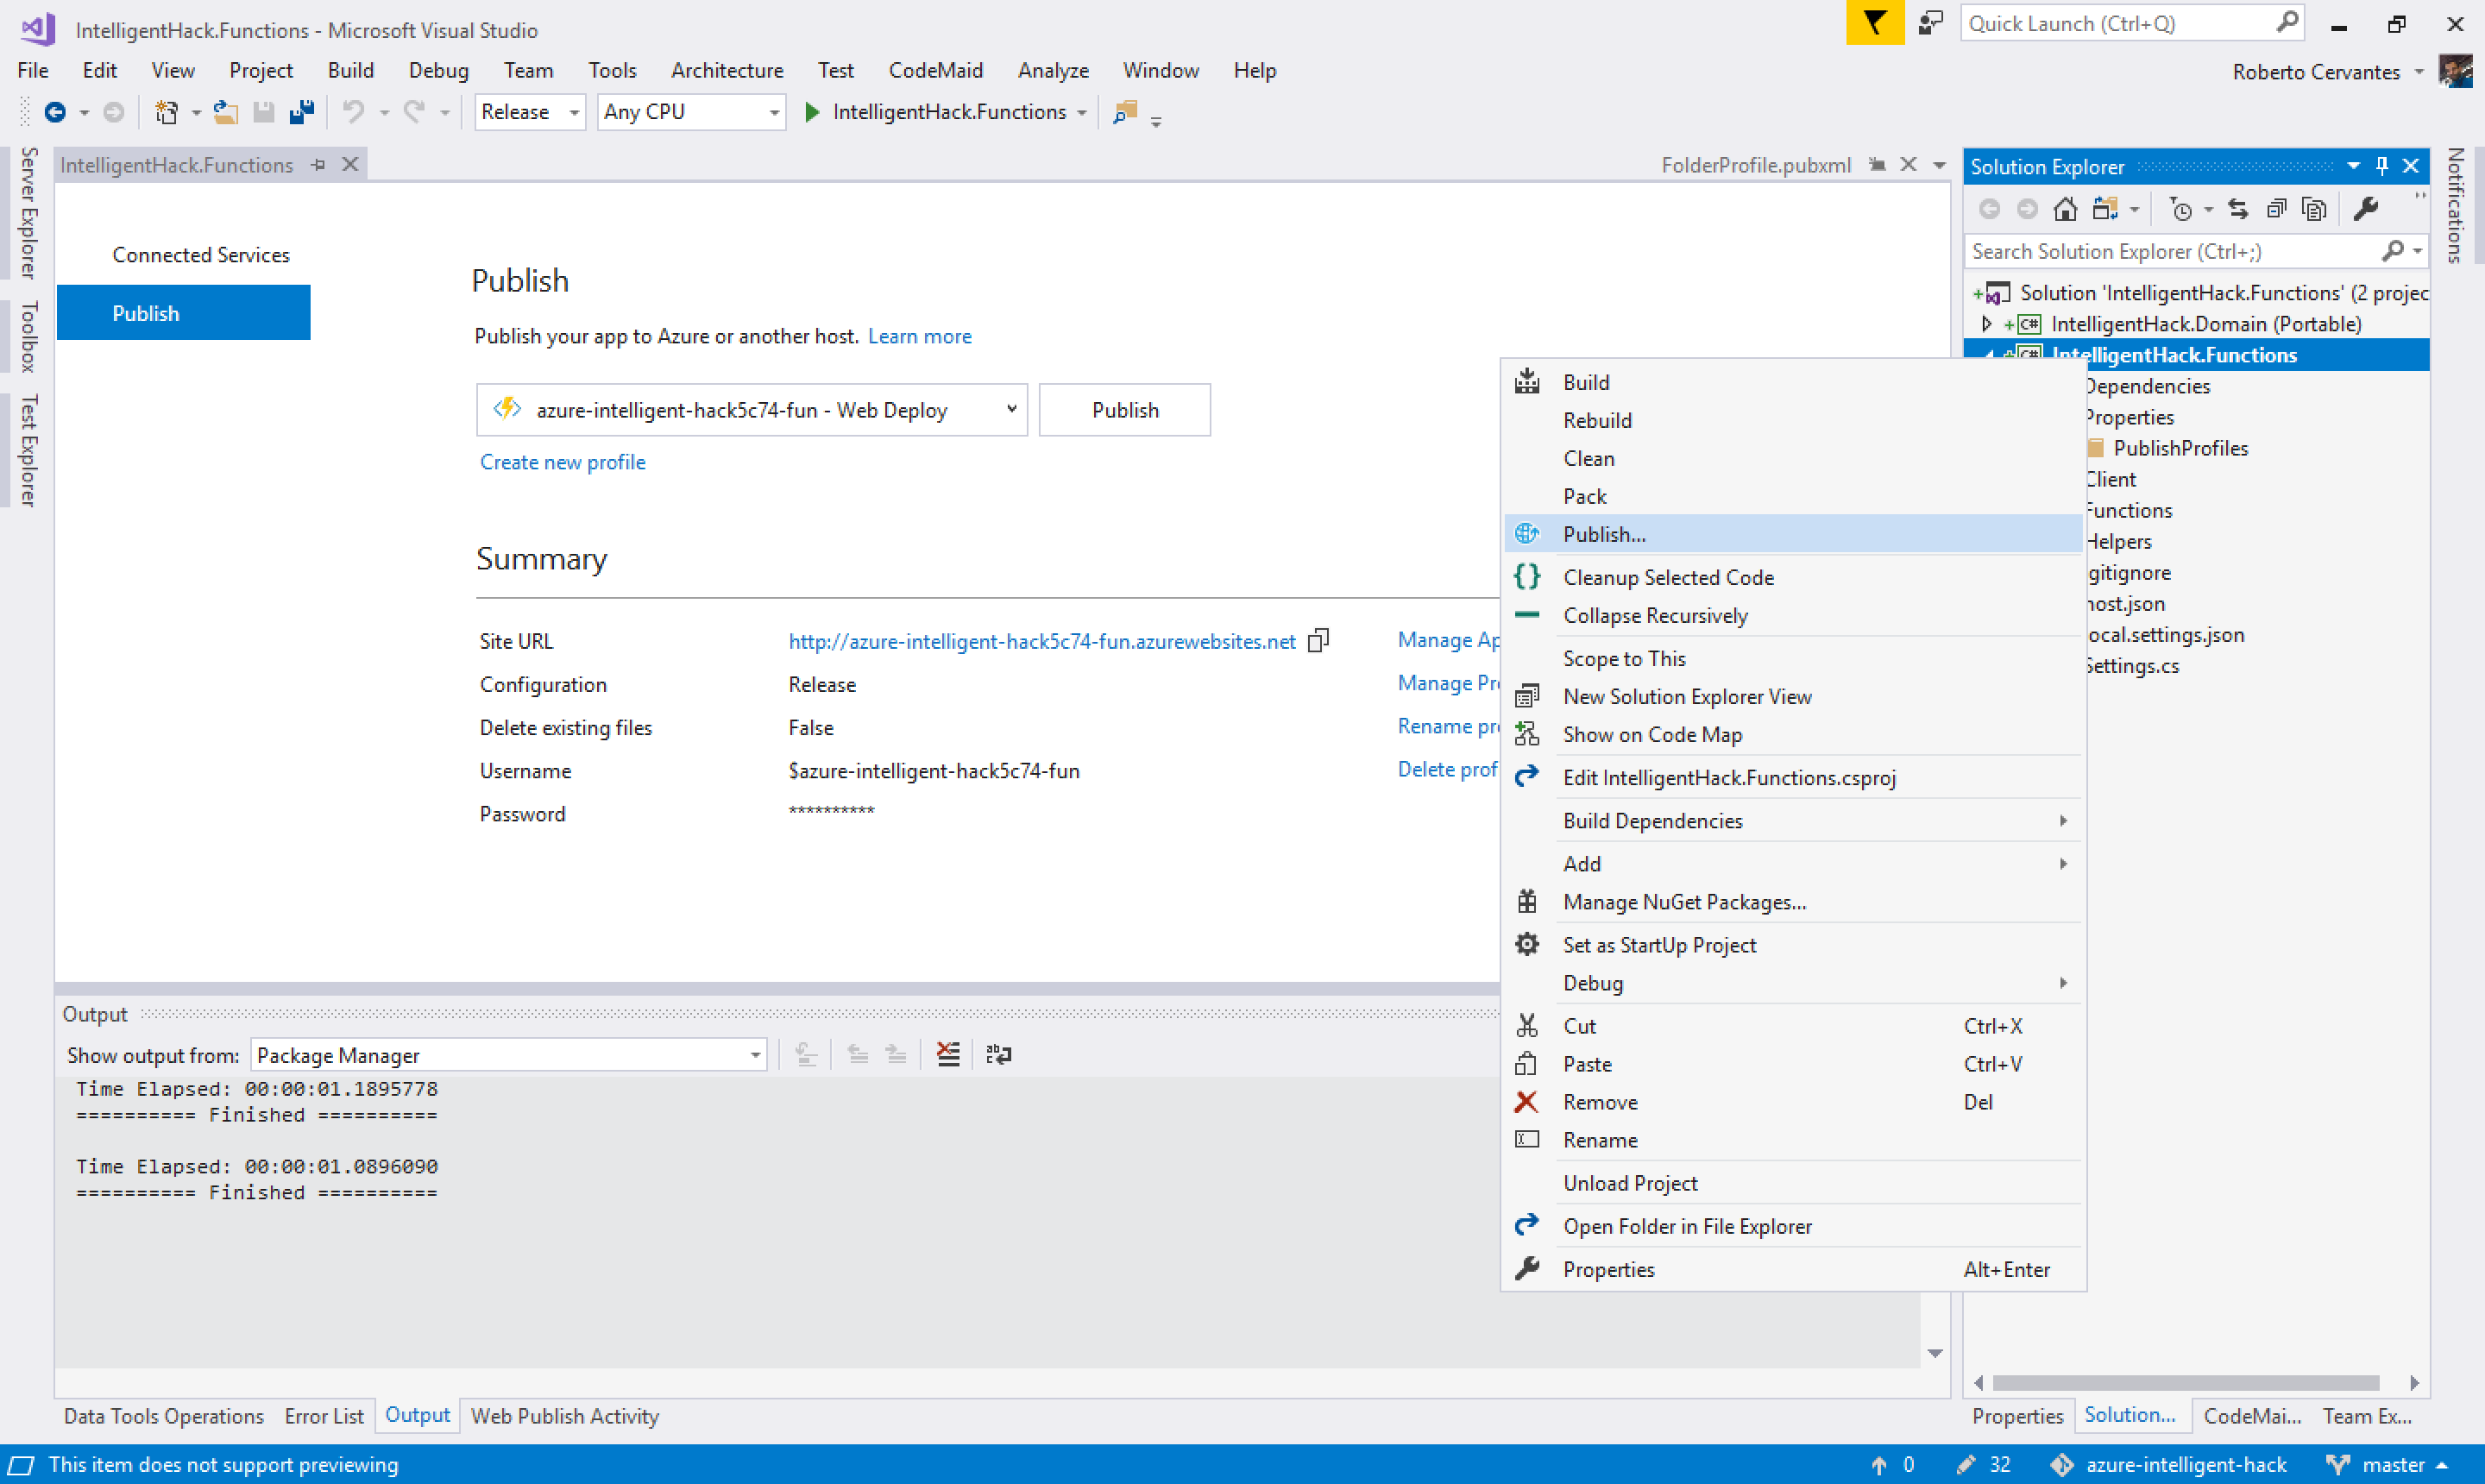 IntelligentHack.Functions - Microsoft Visual Studio
Quick Launch (Ctrl+Q)
File Edit View Project Build Debug Team Tools Architecture Test CodeMaid Analyze Window Help
Roberto Cervantes
Release Any CPU IntelligentHack.Functions
Server Explorer
Toolbox
Test Explorer
IntelligentHack.Functions
FolderProfile.pubxml
Connected Services
Publish
Publish
Publish your app to Azure or another host. Learn more
azure-intelligent-hack5c74-fun - Web Deploy
Publish
Create new profile
Summary
Site URL http://azure-intelligent-hack5c74-fun.azurewebsites.net
Configuration Release
Delete existing files False
Username $azure-intelligent-hack5c74-fun
Password **********
Manage Ap
Manage Pr
Rename pr
Delete prof
Build
Rebuild
Clean
Pack
Publish...
Cleanup Selected Code
Collapse Recursively
Scope to This
New Solution Explorer View
Show on Code Map
Edit IntelligentHack.Functions.csproj
Build Dependencies
Add
Manage NuGet Packages...
Set as StartUp Project
Debug
Cut Ctrl+X
Paste Ctrl+V
Remove Del
Rename
Unload Project
Open Folder in File Explorer
Properties Alt+Enter
Solution Explorer
Search Solution Explorer (Ctrl+;)
Solution 'IntelligentHack.Functions' (2 projec
C# IntelligentHack.Domain (Portable)
C# IntelligentHack.Functions
Dependencies
Properties
PublishProfiles
Client
Functions
Helpers
gitignore
host.json
local.settings.json
Settings.cs
Notifications
Output
Show output from: Package Manager
Time Elapsed: 00:00:01.1895778
========== Finished ==========
Time Elapsed: 00:00:01.0896090
========== Finished ==========
Data Tools Operations Error List Output Web Publish Activity
Properties Solution... CodeMai... Team Ex...
This item does not support previewing
0 32 azure-intelligent-hack master